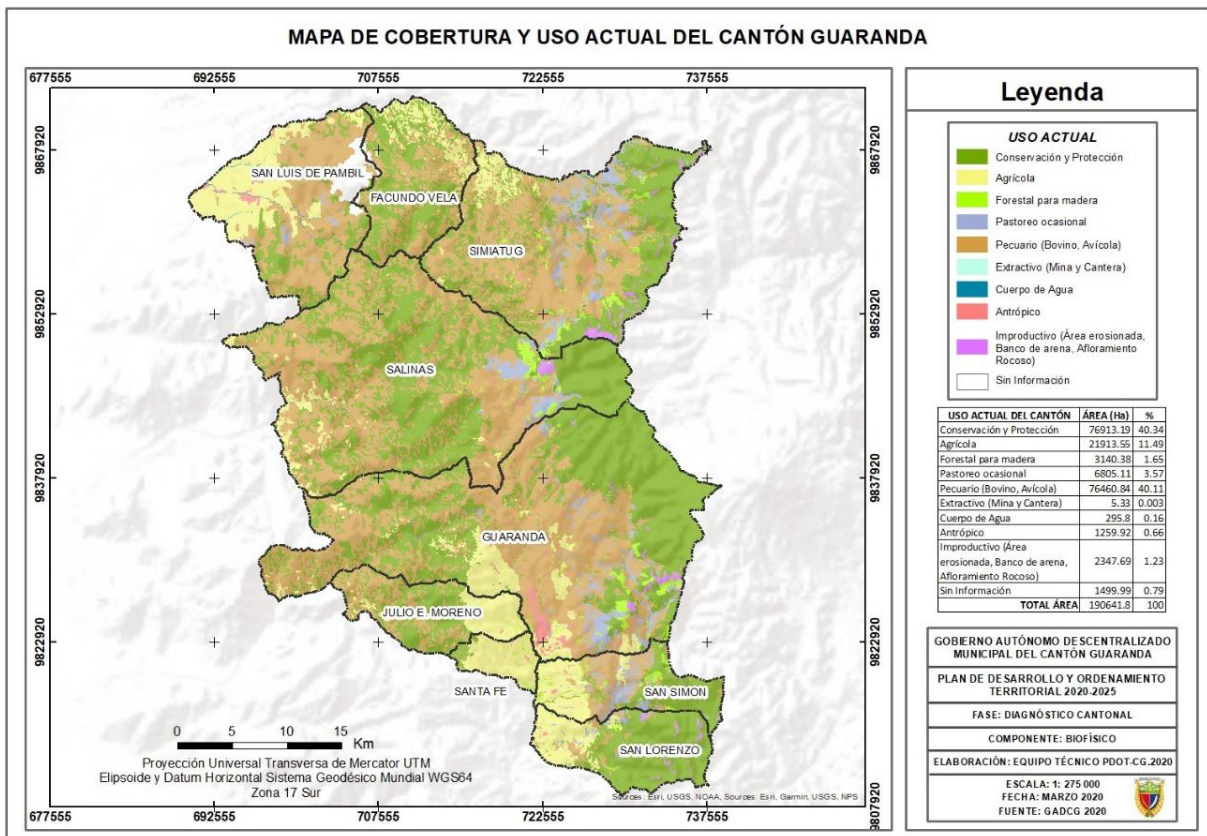 MAPA DE COBERTURA Y USO ACTUAL DEL CANTÓN GUARANDA
677555 692555 707555 722555 737555
9867920 9867920
9852920 9852920
9837920 9837920
9822920 9822920
9807920
SAN LUIS DE PAMBIL
FACUNDO VELA
SIMIATUG
SALINAS
GUARANDA
JULIO E. MORENO
SANTA FE
SAN SIMON
SAN LORENZO
0 5 10 15
Km
Proyección Universal Transversa de Mercator UTM
Elipsoide y Datum Horizontal Sistema Geodésico Mundial WGS64
Zona 17 Sur
Sources: Esri, USGS, NOAA, Sources: Esri, Garmin, USGS, NPS
677555 692555 707555 722555 737555
Leyenda
USO ACTUAL
Conservación y Protección
Agrícola
Forestal para madera
Pastoreo ocasional
Pecuario (Bovino, Avícola)
Extractivo (Mina y Cantera)
Cuerpo de Agua
Antrópico
Improductivo (Área erosionada,
Banco de arena, Afloramiento
Rocoso)
Sin Información
USO ACTUAL DEL CANTÓN ÁREA (Ha) %
Conservación y Protección 76913.19 40.34
Agrícola 21913.55 11.49
Forestal para madera 3140.38 1.65
Pastoreo ocasional 6805.11 3.57
Pecuario (Bovino, Avícola) 76460.84 40.11
Extractivo (Mina y Cantera) 5.33 0.003
Cuerpo de Agua 295.8 0.16
Antrópico 1259.92 0.66
Improductivo (Área
erosionada, Banco de arena, 2347.69 1.23
Afloramiento Rocoso)
Sin Información 1499.99 0.79
TOTAL ÁREA 190641.8 100
GOBIERNO AUTÓNOMO DESCENTRALIZADO
MUNICIPAL DEL CANTÓN GUARANDA
PLAN DE DESARROLLO Y ORDENAMIENTO
TERRITORIAL 2020-2025
FASE: DIAGNÓSTICO CANTONAL
COMPONENTE: BIOFÍSICO
ELABORACIÓN: EQUIPO TÉCNICO PDOT-CG.2020
ESCALA: 1: 275 000
FECHA: MARZO 2020
FUENTE: GADCG 2020